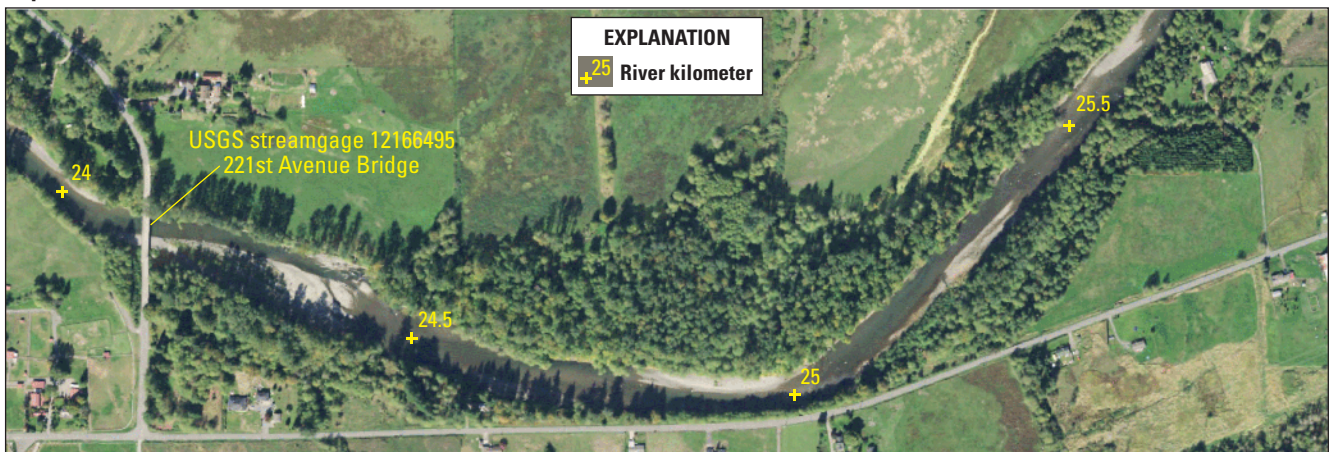 EXPLANATION
25 River kilometer
25.5
USGS streamgage 12166495
221st Avenue Bridge
24
24.5
25